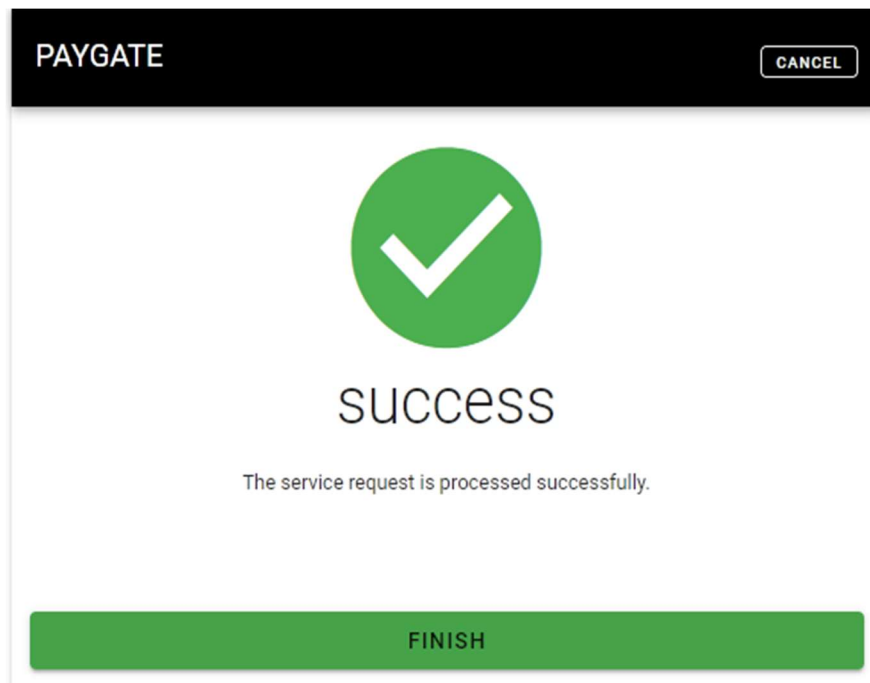 PAYGATE
CANCEL
success
The service request is processed successfully.
FINISH